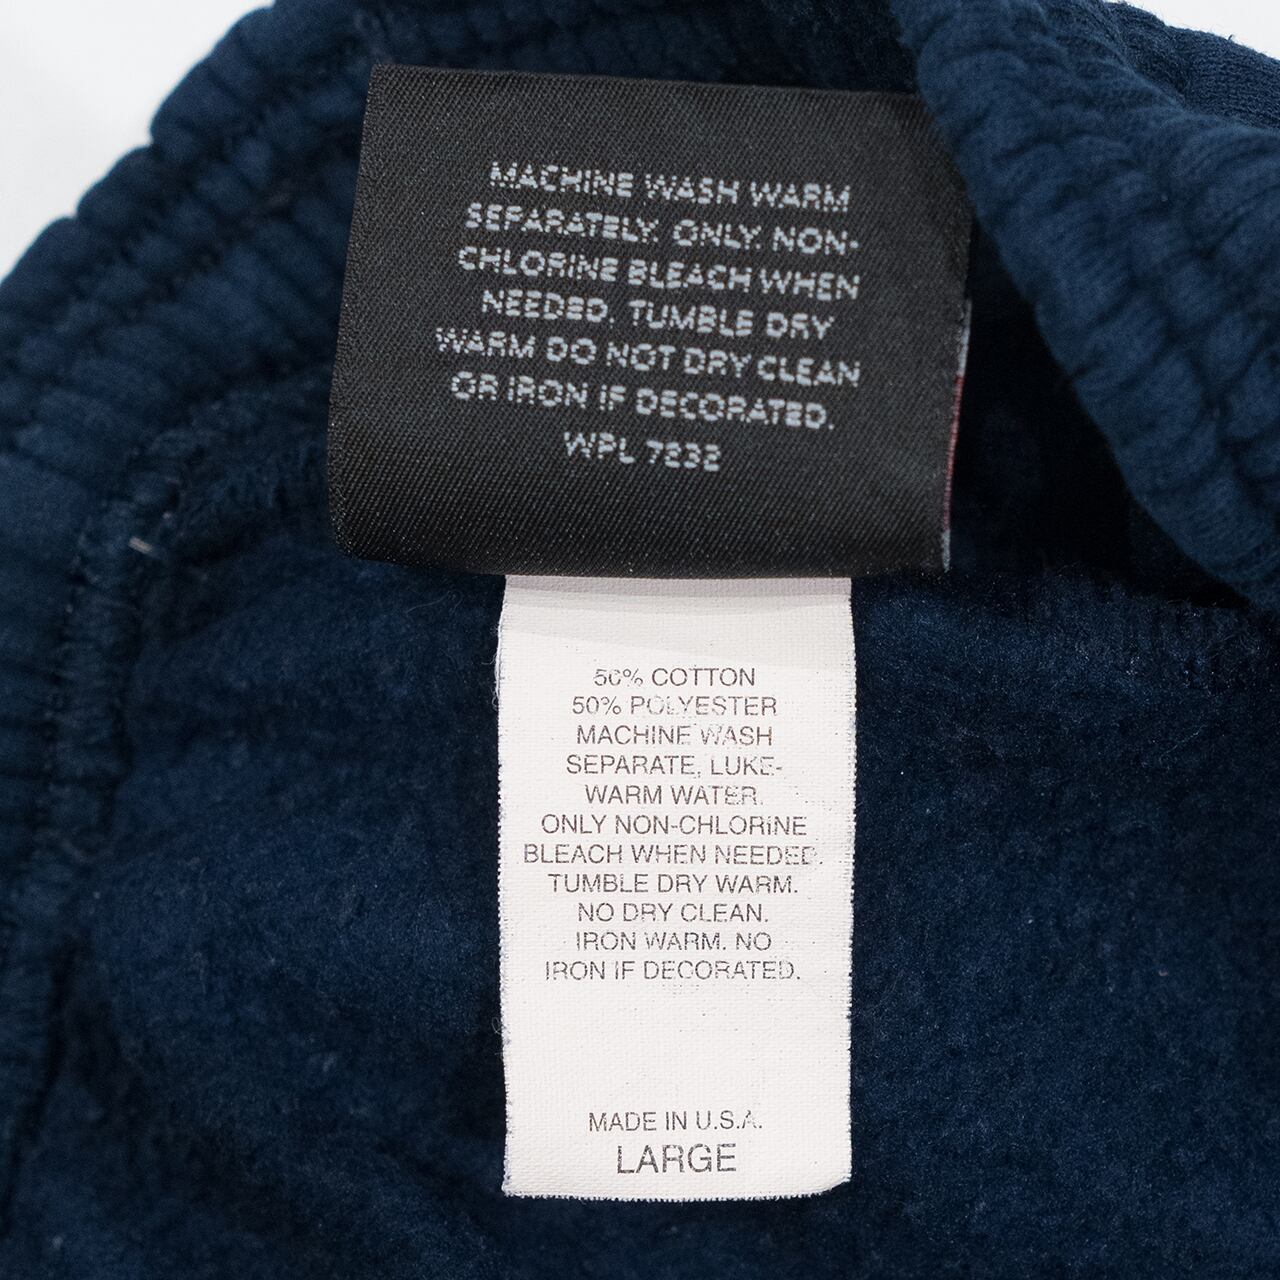 MACHINE WASH WARM
SEPARATELY. ONLY. NON-
CHLORINE BLEACH WHEN
NEEDED. TUMBLE DRY
WARM DO NOT DRY CLEAN
OR IRON IF DECORATED.
WPL 7232
50% COTTON
50% POLYESTER
MACHINE WASH
SEPARATE, LUKE-
WARM WATER.
ONLY NON-CHLORINE
BLEACH WHEN NEEDED.
TUMBLE DRY WARM.
NO DRY CLEAN.
IRON WARM. NO
IRON IF DECORATED.
MADE IN U.S.A.
LARGE